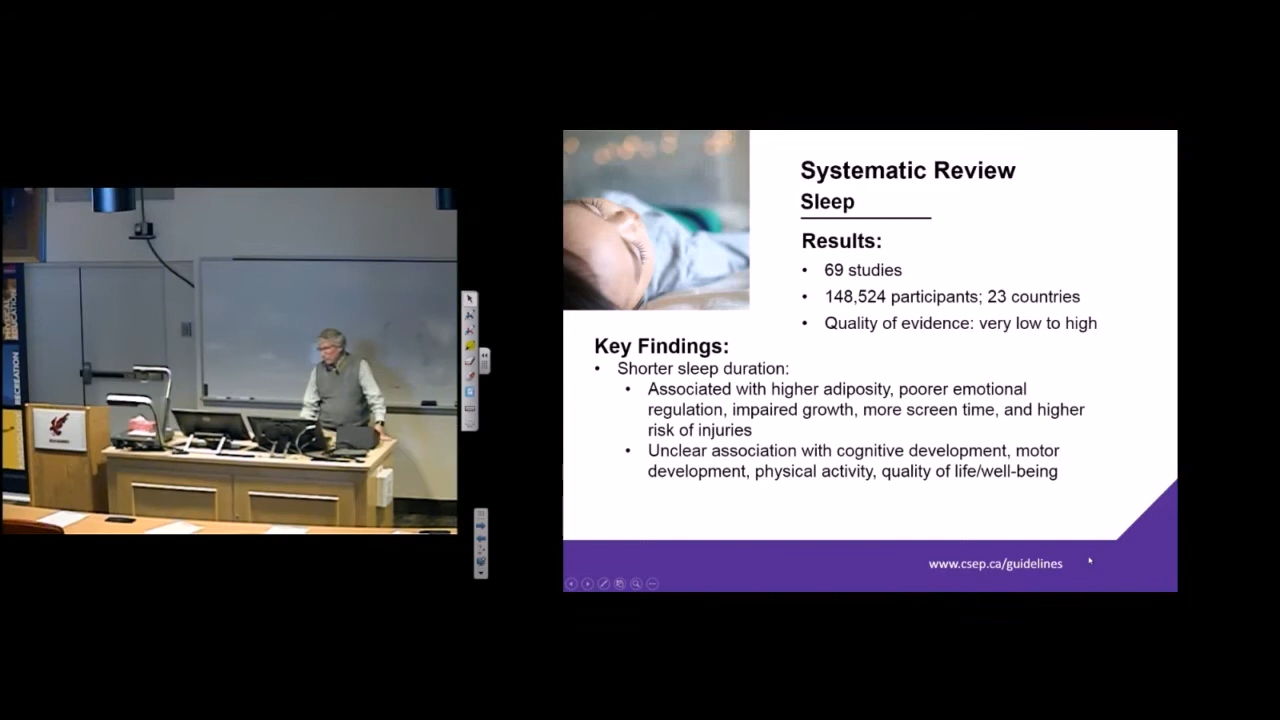 PHYSICAL
EDUCATION
RECREATION
Systematic Review
Sleep
Results:
• 69 studies
• 148,524 participants; 23 countries
• Quality of evidence: very low to high
Key Findings:
• Shorter sleep duration:
• Associated with higher adiposity, poorer emotional
regulation, impaired growth, more screen time, and higher
risk of injuries
• Unclear association with cognitive development, motor
development, physical activity, quality of life/well-being
www.csep.ca/guidelines